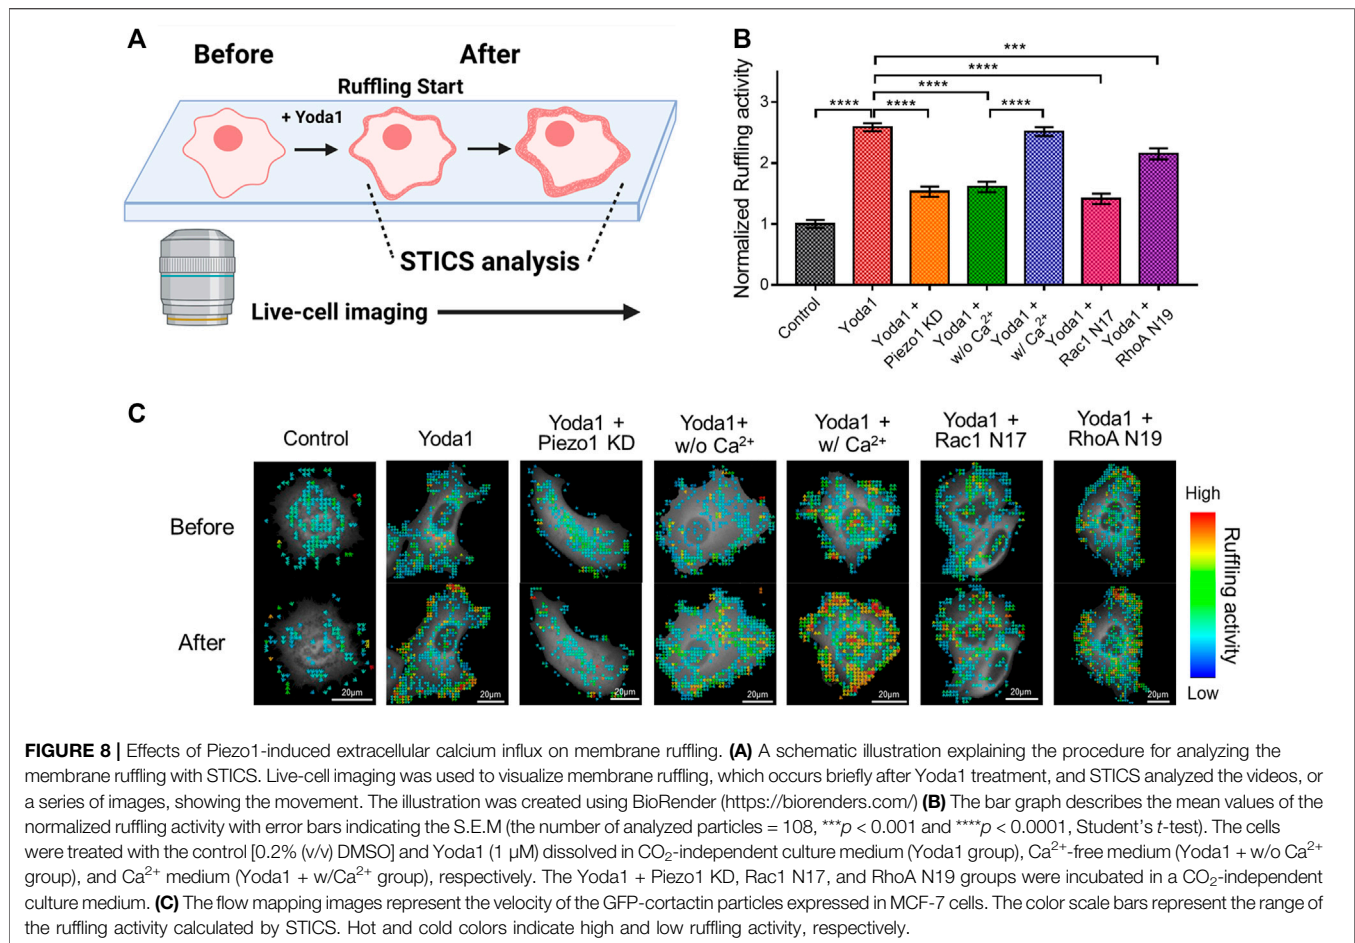 A
Before
After
Ruffling Start
+ Yoda1
STICS analysis
Live-cell imaging
B
Normalized Ruffling activity
3
2
1
0
****
****
****
****
****
***
Control
Yoda1
Yoda1 +
Piezo1 KD
Yoda1 +
w/o Ca²⁺
Yoda1 +
w/ Ca²⁺
Yoda1 +
Rac1 N17
Yoda1 +
RhoA N19
C
Control
Yoda1
Yoda1 +
Piezo1 KD
Yoda1+
w/o Ca²⁺
Yoda1 +
w/ Ca²⁺
Yoda1 +
Rac1 N17
Yoda1 +
RhoA N19
Before
After
20μm
20μm
20μm
20μm
20μm
20μm
20μm
High
Ruffling activity
Low
FIGURE 8 | Effects of Piezo1-induced extracellular calcium influx on membrane ruffling. (A) A schematic illustration explaining the procedure for analyzing the
membrane ruffling with STICS. Live-cell imaging was used to visualize membrane ruffling, which occurs briefly after Yoda1 treatment, and STICS analyzed the videos, or
a series of images, showing the movement. The illustration was created using BioRender (https://biorenders.com/) (B) The bar graph describes the mean values of the
normalized ruffling activity with error bars indicating the S.E.M (the number of analyzed particles = 108, ***p < 0.001 and ****p < 0.0001, Student's t-test). The cells
were treated with the control [0.2% (v/v) DMSO] and Yoda1 (1 μM) dissolved in CO₂-independent culture medium (Yoda1 group), Ca²⁺-free medium (Yoda1 + w/o Ca²⁺
group), and Ca²⁺ medium (Yoda1 + w/Ca²⁺ group), respectively. The Yoda1 + Piezo1 KD, Rac1 N17, and RhoA N19 groups were incubated in a CO₂-independent
culture medium. (C) The flow mapping images represent the velocity of the GFP-cortactin particles expressed in MCF-7 cells. The color scale bars represent the range of
the ruffling activity calculated by STICS. Hot and cold colors indicate high and low ruffling activity, respectively.